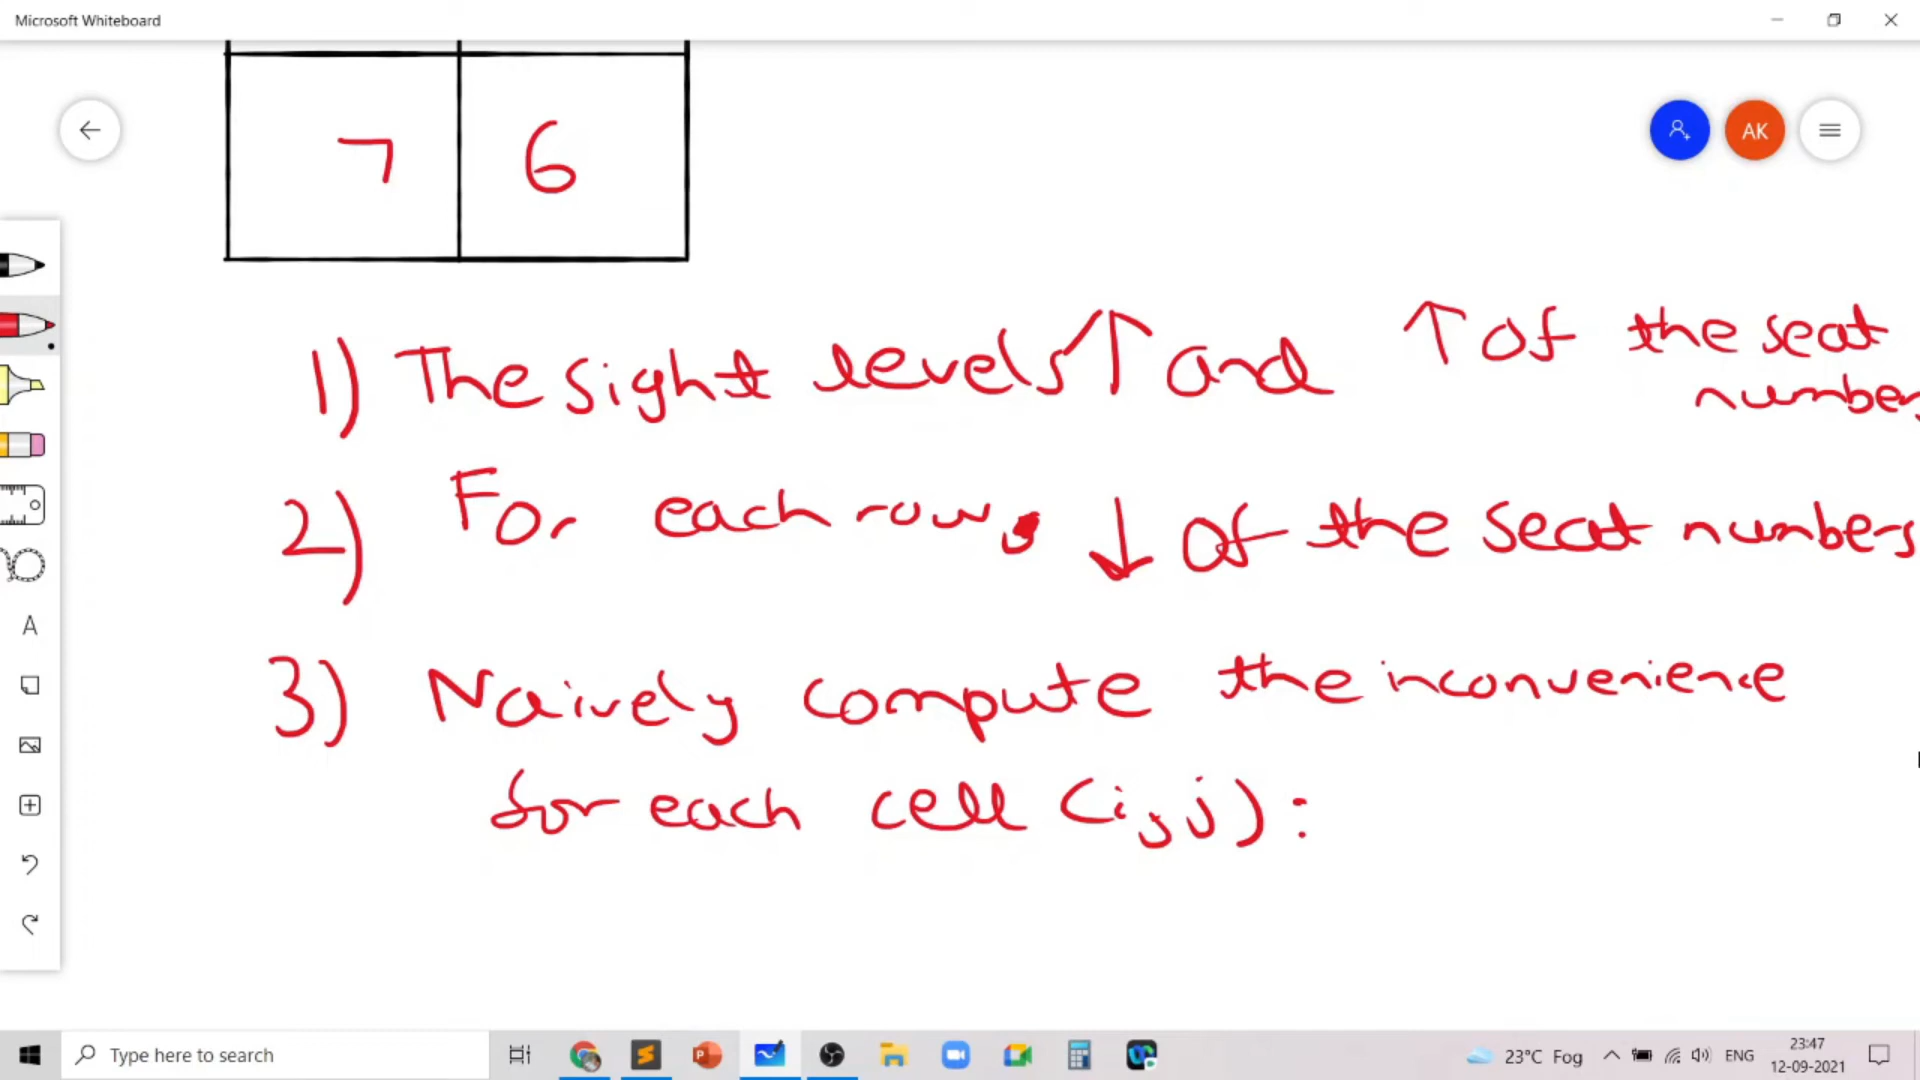 Microsoft Whiteboard
AK
7 6
1) The sight levels ↑ and ↑ of the seat
numbers
2) For each row, ↓ of the seat numbers
3) Naively compute the inconvenience
for each cell (i,j):
A
Type here to search
23°C Fog
ENG
23:47
12-09-2021